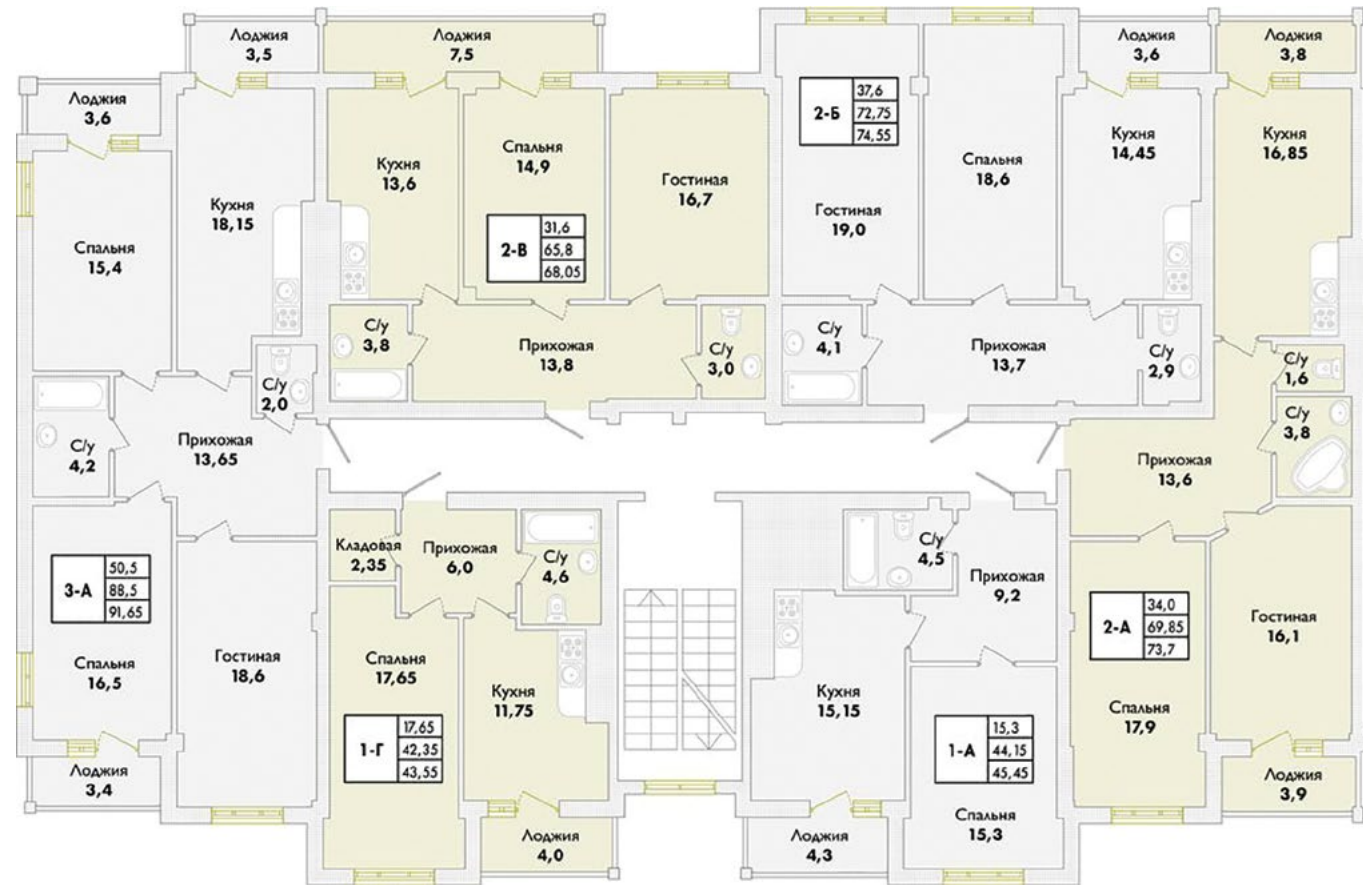 Лоджия
3,5
Лоджия
7,5
Лоджия
3,6
Лоджия
3,8
Лоджия
3,6
Спальня
15,4
Кухня
18,15
Кухня
13,6
Спальня
14,9
2-В
31,6
65,8
68,05
Гостиная
16,7
2-Б
37,6
72,75
74,55
Гостиная
19,0
Спальня
18,6
Кухня
14,45
Кухня
16,85
С/у
3,8
Прихожая
13,8
С/у
3,0
С/у
4,1
Прихожая
13,7
С/у
2,9
С/у
1,6
С/у
3,8
С/у
2,0
С/у
4,2
Прихожая
13,65
Прихожая
13,6
3-А
50,5
88,5
91,65
Спальня
16,5
Гостиная
18,6
Кладовая
2,35
Прихожая
6,0
С/у
4,6
С/у
4,5
Прихожая
9,2
Спальня
17,65
1-Г
17,65
42,35
43,55
Кухня
11,75
Кухня
15,15
1-А
15,3
44,15
45,45
Спальня
15,3
2-А
34,0
69,85
73,7
Спальня
17,9
Гостиная
16,1
Лоджия
3,4
Лоджия
4,0
Лоджия
4,3
Лоджия
3,9